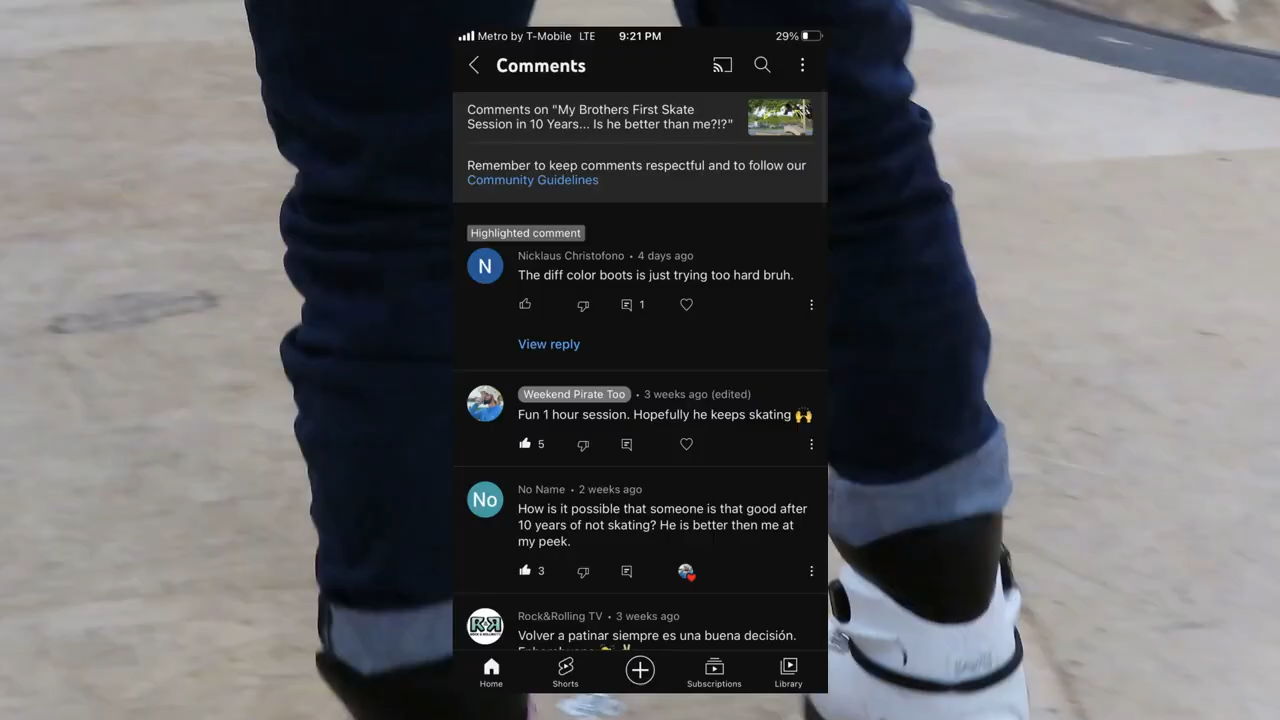 Metro by T-Mobile LTE 9:21 PM 29%
Comments
Comments on "My Brothers First Skate
Session in 10 Years... Is he better than me?!?"
Remember to keep comments respectful and to follow our
Community Guidelines
Highlighted comment
N
Nicklaus Christofono • 4 days ago
The diff color boots is just trying too hard bruh.
1
View reply
Weekend Pirate Too • 3 weeks ago (edited)
Fun 1 hour session. Hopefully he keeps skating 🙌
5
No
No Name • 2 weeks ago
How is it possible that someone is that good after
10 years of not skating? He is better then me at
my peek.
3
Rock&Rolling TV • 3 weeks ago
Volver a patinar siempre es una buena decisión.
Home Shorts Subscriptions Library